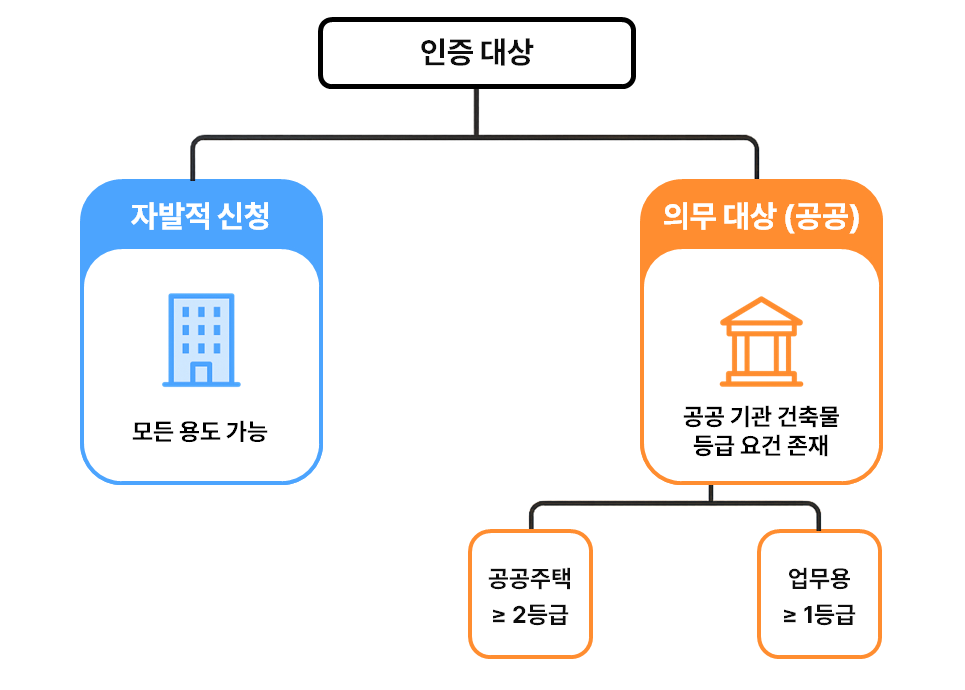 인증 대상
자발적 신청
모든 용도 가능
의무 대상 (공공)
공공 기관 건축물
등급 요건 존재
공공주택
≥ 2등급
업무용
≥ 1등급